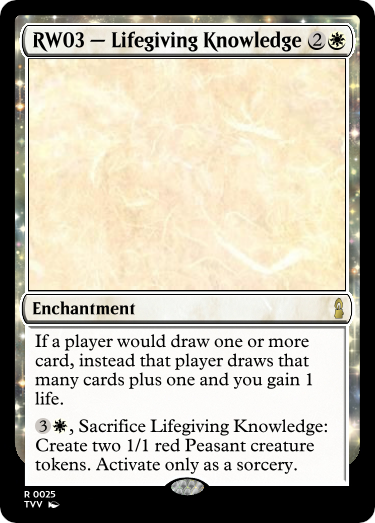 RW03 — Lifegiving Knowledge 2
Enchantment
If a player would draw one or more
card, instead that player draws that
many cards plus one and you gain 1
life.
3, Sacrifice Lifegiving Knowledge:
Create two 1/1 red Peasant creature
tokens. Activate only as a sorcery.
R 0025
TVV